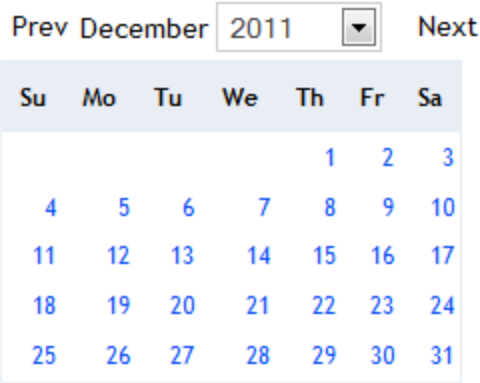 Prev December 2011 Next
Su Mo Tu We Th Fr Sa
1 2 3
4 5 6 7 8 9 10
11 12 13 14 15 16 17
18 19 20 21 22 23 24
25 26 27 28 29 30 31